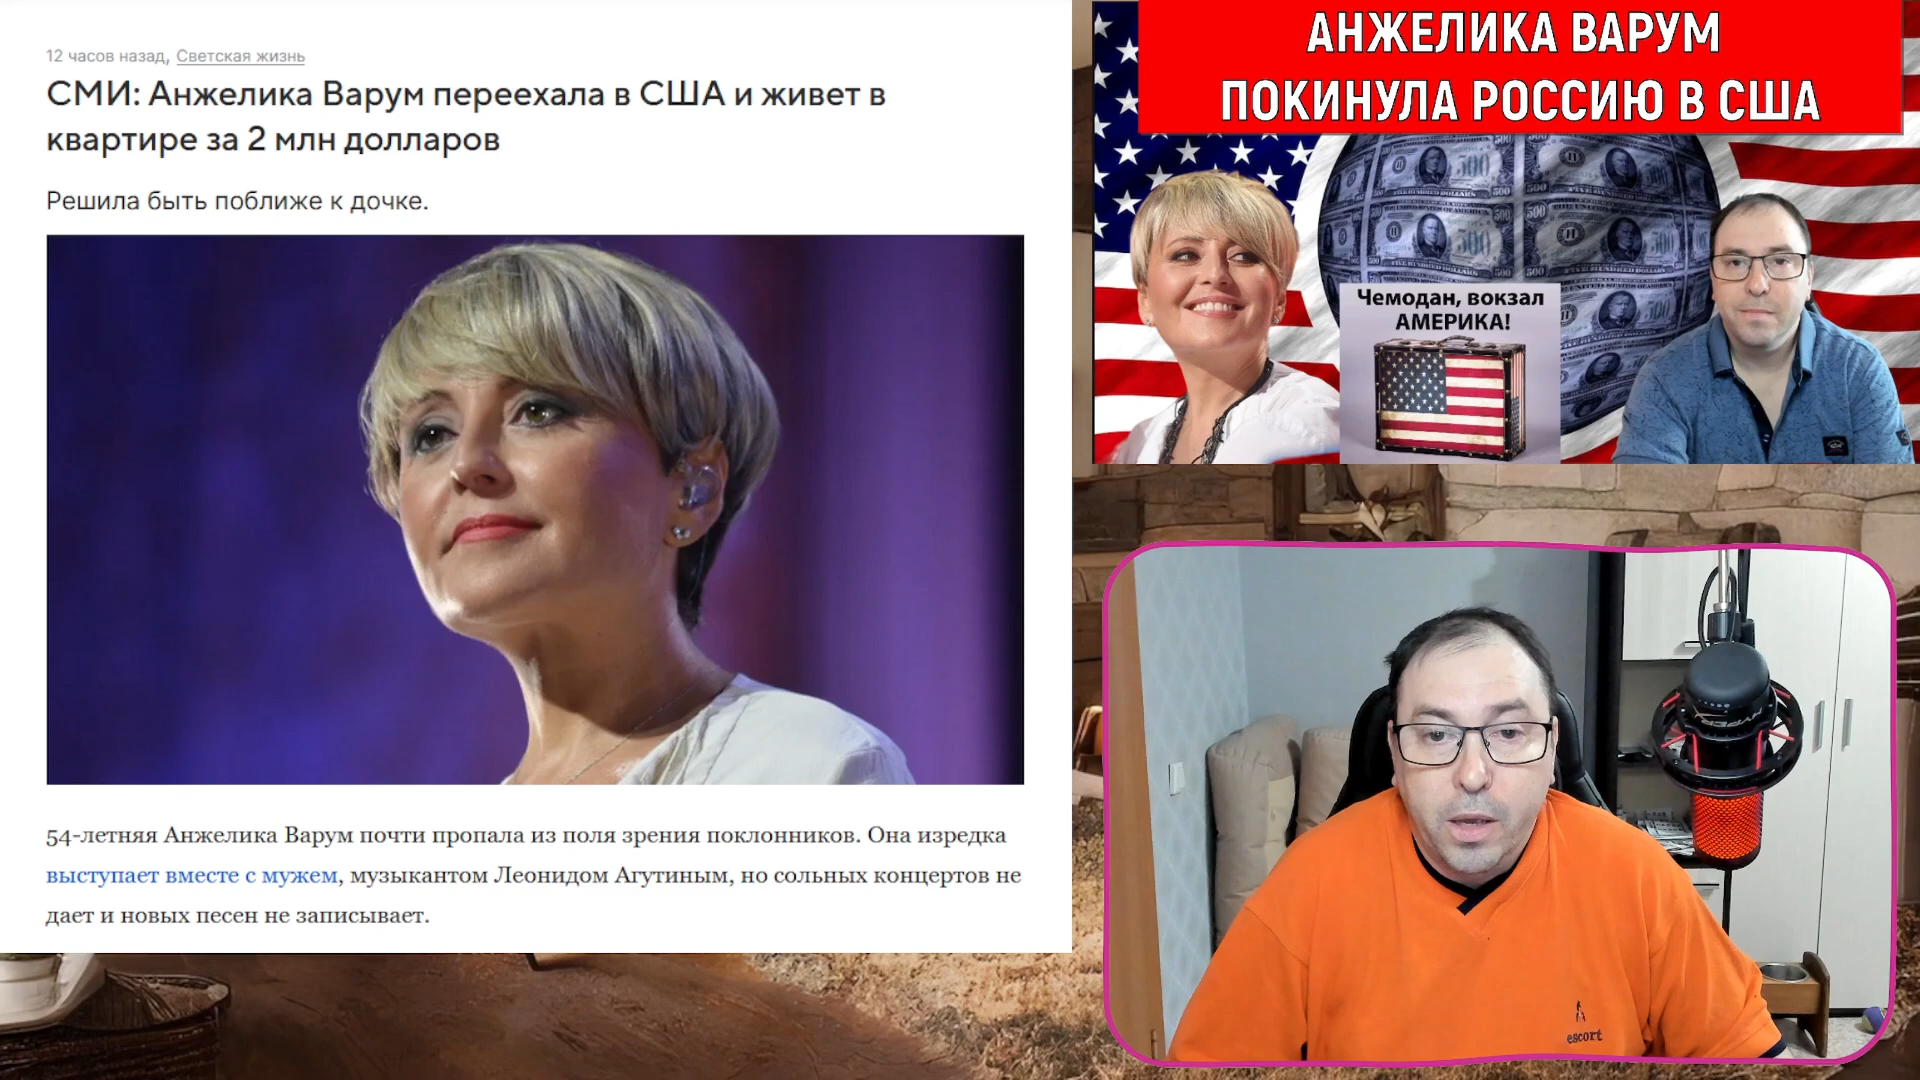 12 часов назад, Светская жизнь
СМИ: Анжелика Варум переехала в США и живет в
квартире за 2 млн долларов
Решила быть поближе к дочке.
54-летняя Анжелика Варум почти пропала из поля зрения поклонников. Она изредка
выступает вместе с мужем, музыкантом Леонидом Агутиным, но сольных концертов не
дает и новых песен не записывает.
АНЖЕЛИКА ВАРУМ
ПОКИНУЛА РОССИЮ В США
Чемодан, вокзал
АМЕРИКА!
escort